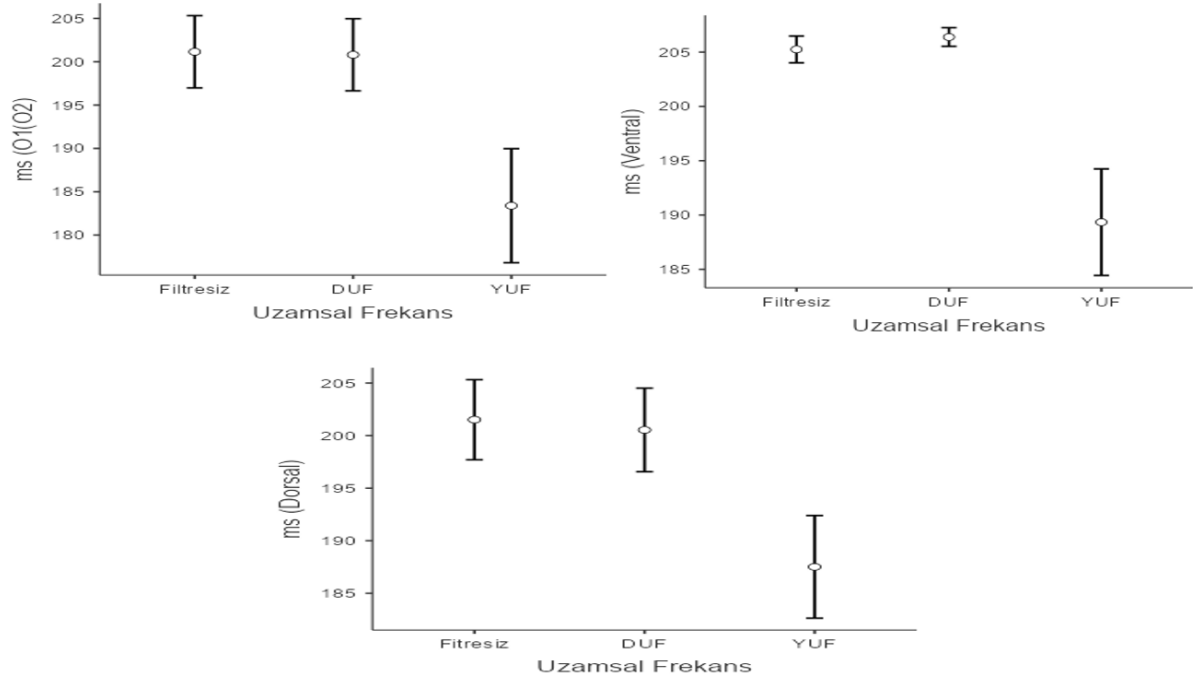 ms (O1(O2)
205
200
195
190
185
180
Filtresiz DUF YUF
Uzamsal Frekans
ms (Ventral)
205
200
195
190
185
Filtresiz DUF YUF
Uzamsal Frekans
ms (Dorsal)
205
200
195
190
185
Fitresiz DUF YUF
Uzamsal Frekans